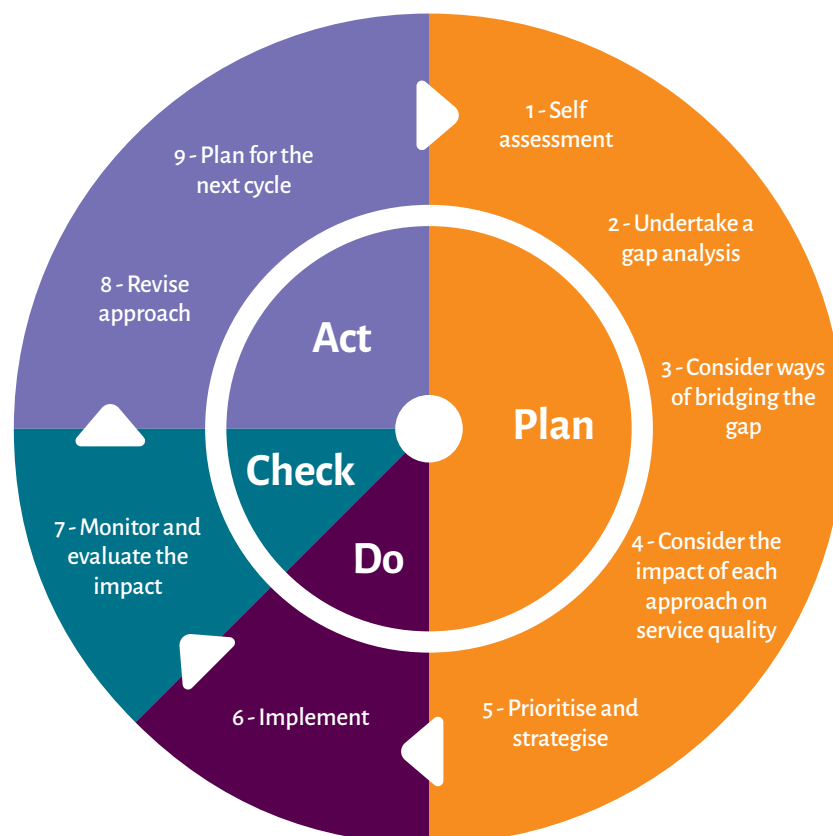 1 - Self
assessment
2 - Undertake a
gap analysis
3 - Consider ways
of bridging the
gap
4 - Consider the
impact of each
approach on
service quality
5 - Prioritise and
strategise
6 - Implement
7 - Monitor and
evaluate the
impact
8 - Revise
approach
9 - Plan for the
next cycle
Plan
Do
Check
Act